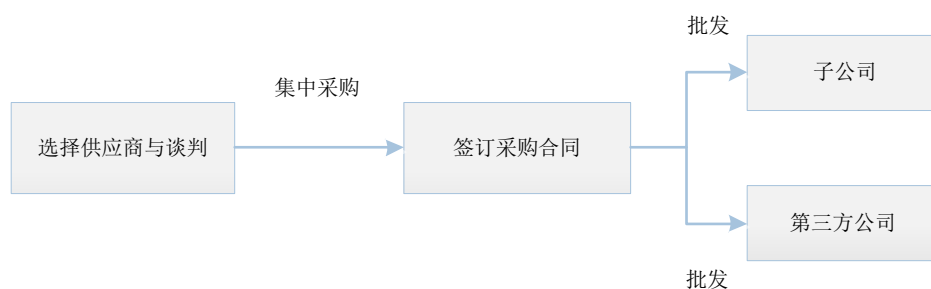 批发
子公司
集中采购
选择供应商与谈判
签订采购合同
第三方公司
批发